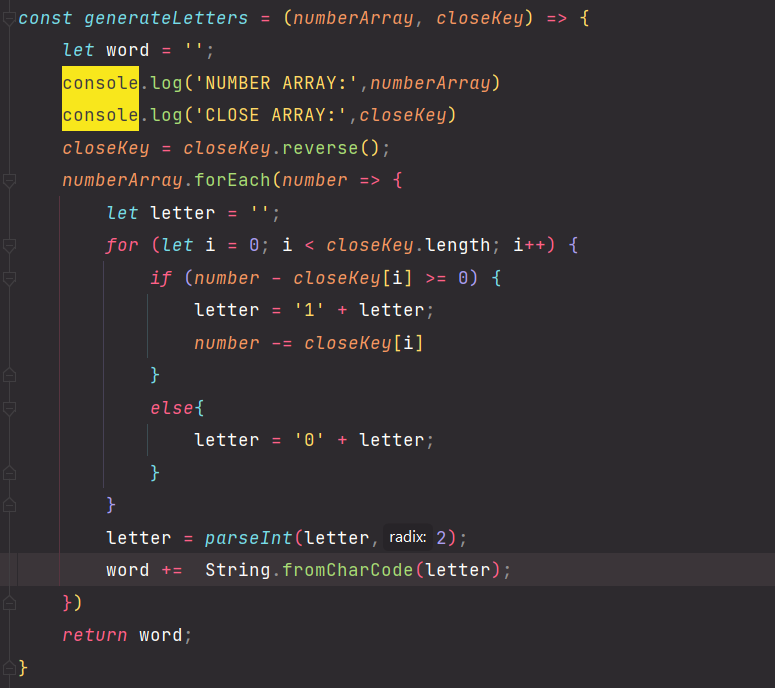 const generateLetters = (numberArray, closeKey) => {
    let word = '';
    console.log('NUMBER ARRAY:',numberArray)
    console.log('CLOSE ARRAY:',closeKey)
    closeKey = closeKey.reverse();
    numberArray.forEach(number => {
        let letter = '';
        for (let i = 0; i < closeKey.length; i++) {
            if (number - closeKey[i] >= 0) {
                letter = '1' + letter;
                number -= closeKey[i]
            }
            else{
                letter = '0' + letter;
            }
        }
        letter = parseInt(letter, radix: 2);
        word +=  String.fromCharCode(letter);
    })
    return word;
}